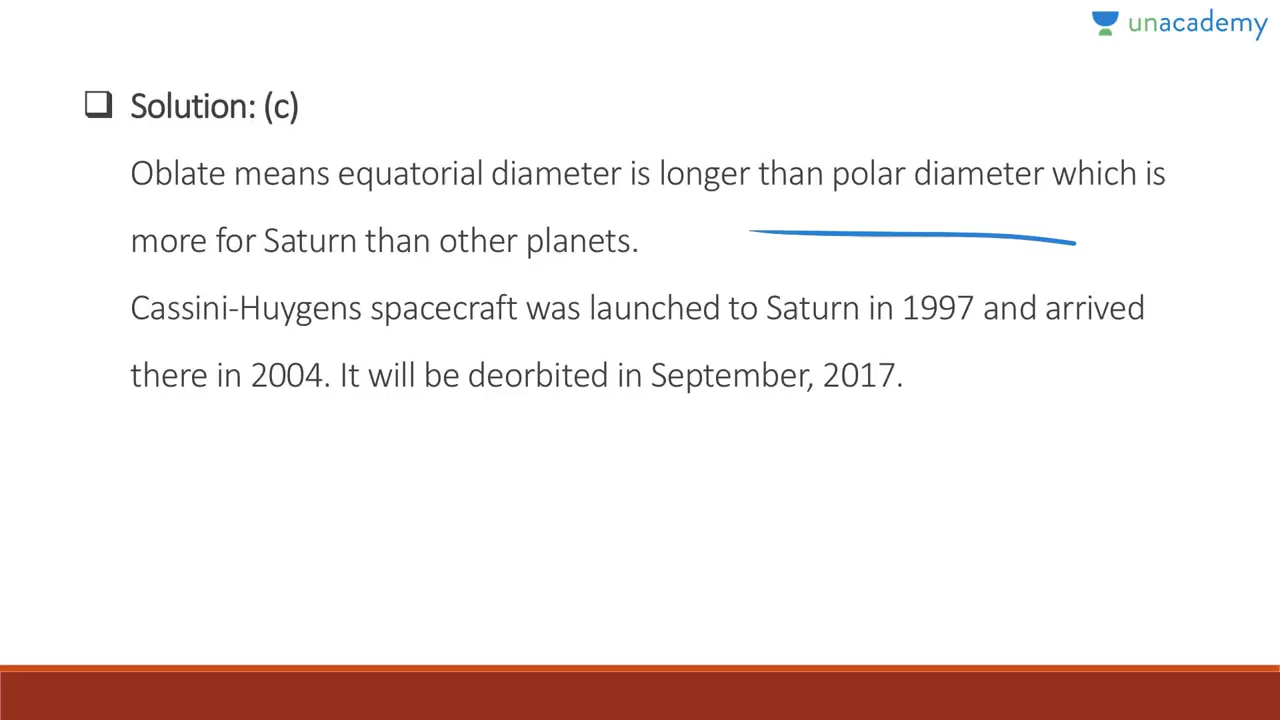 unacademy
Solution: (c)
Oblate means equatorial diameter is longer than polar diameter which is
more for Saturn than other planets.
Cassini-Huygens spacecraft was launched to Saturn in 1997 and arrived
there in 2004. It will be deorbited in September, 2017.